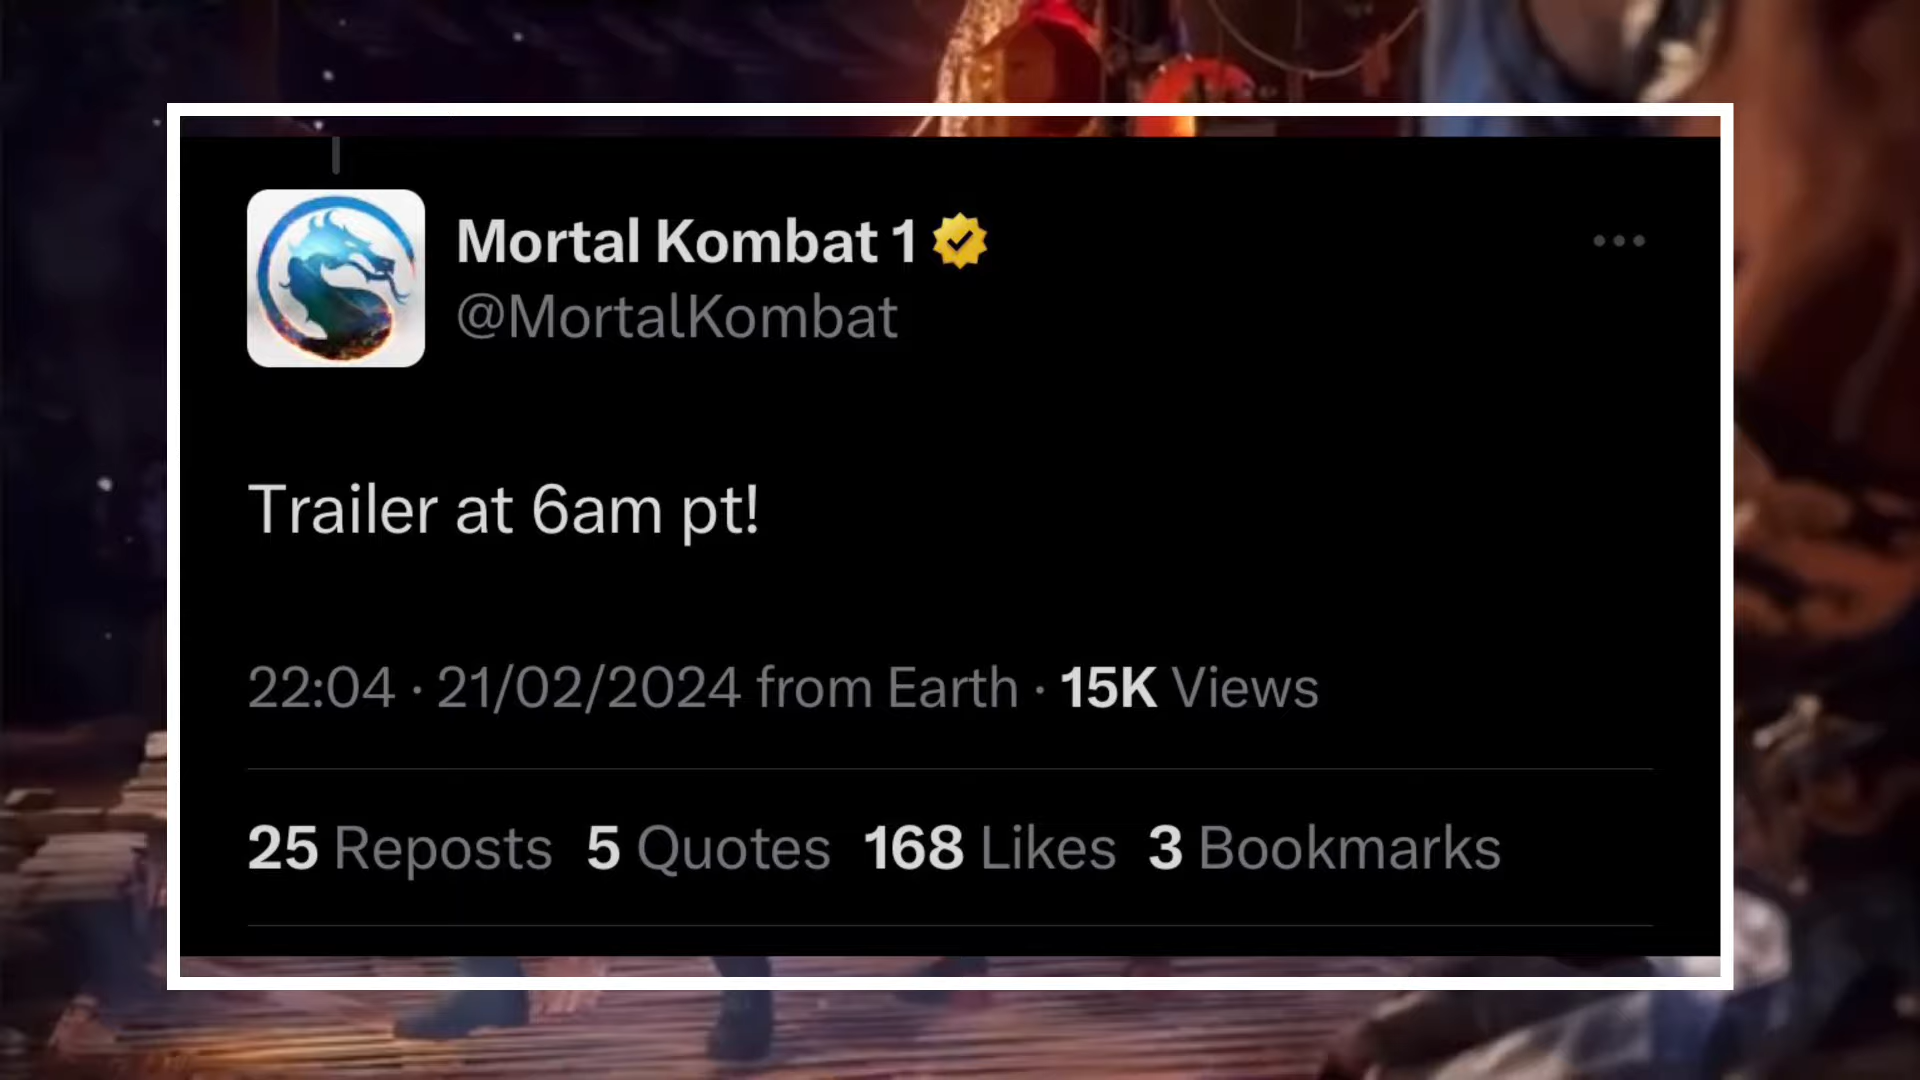 Mortal Kombat 1
@MortalKombat
Trailer at 6am pt!
22:04 · 21/02/2024 from Earth · 15K Views
25 Reposts 5 Quotes 168 Likes 3 Bookmarks